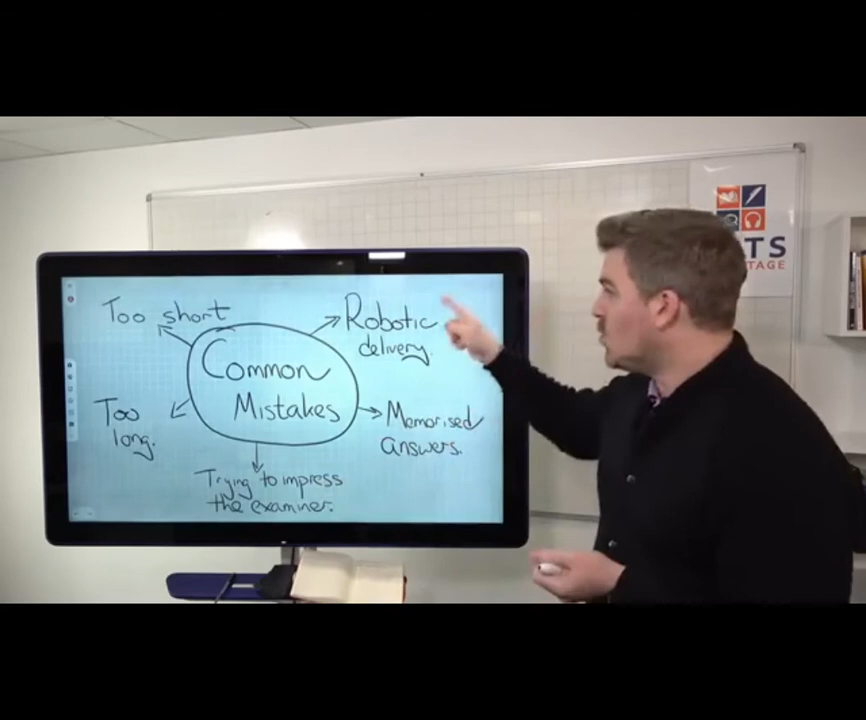 Too short
Robotic
delivery.
Common
Mistakes
Too
long.
Memorised
answers.
Trying to impress
the examiner.
TS
TAGE